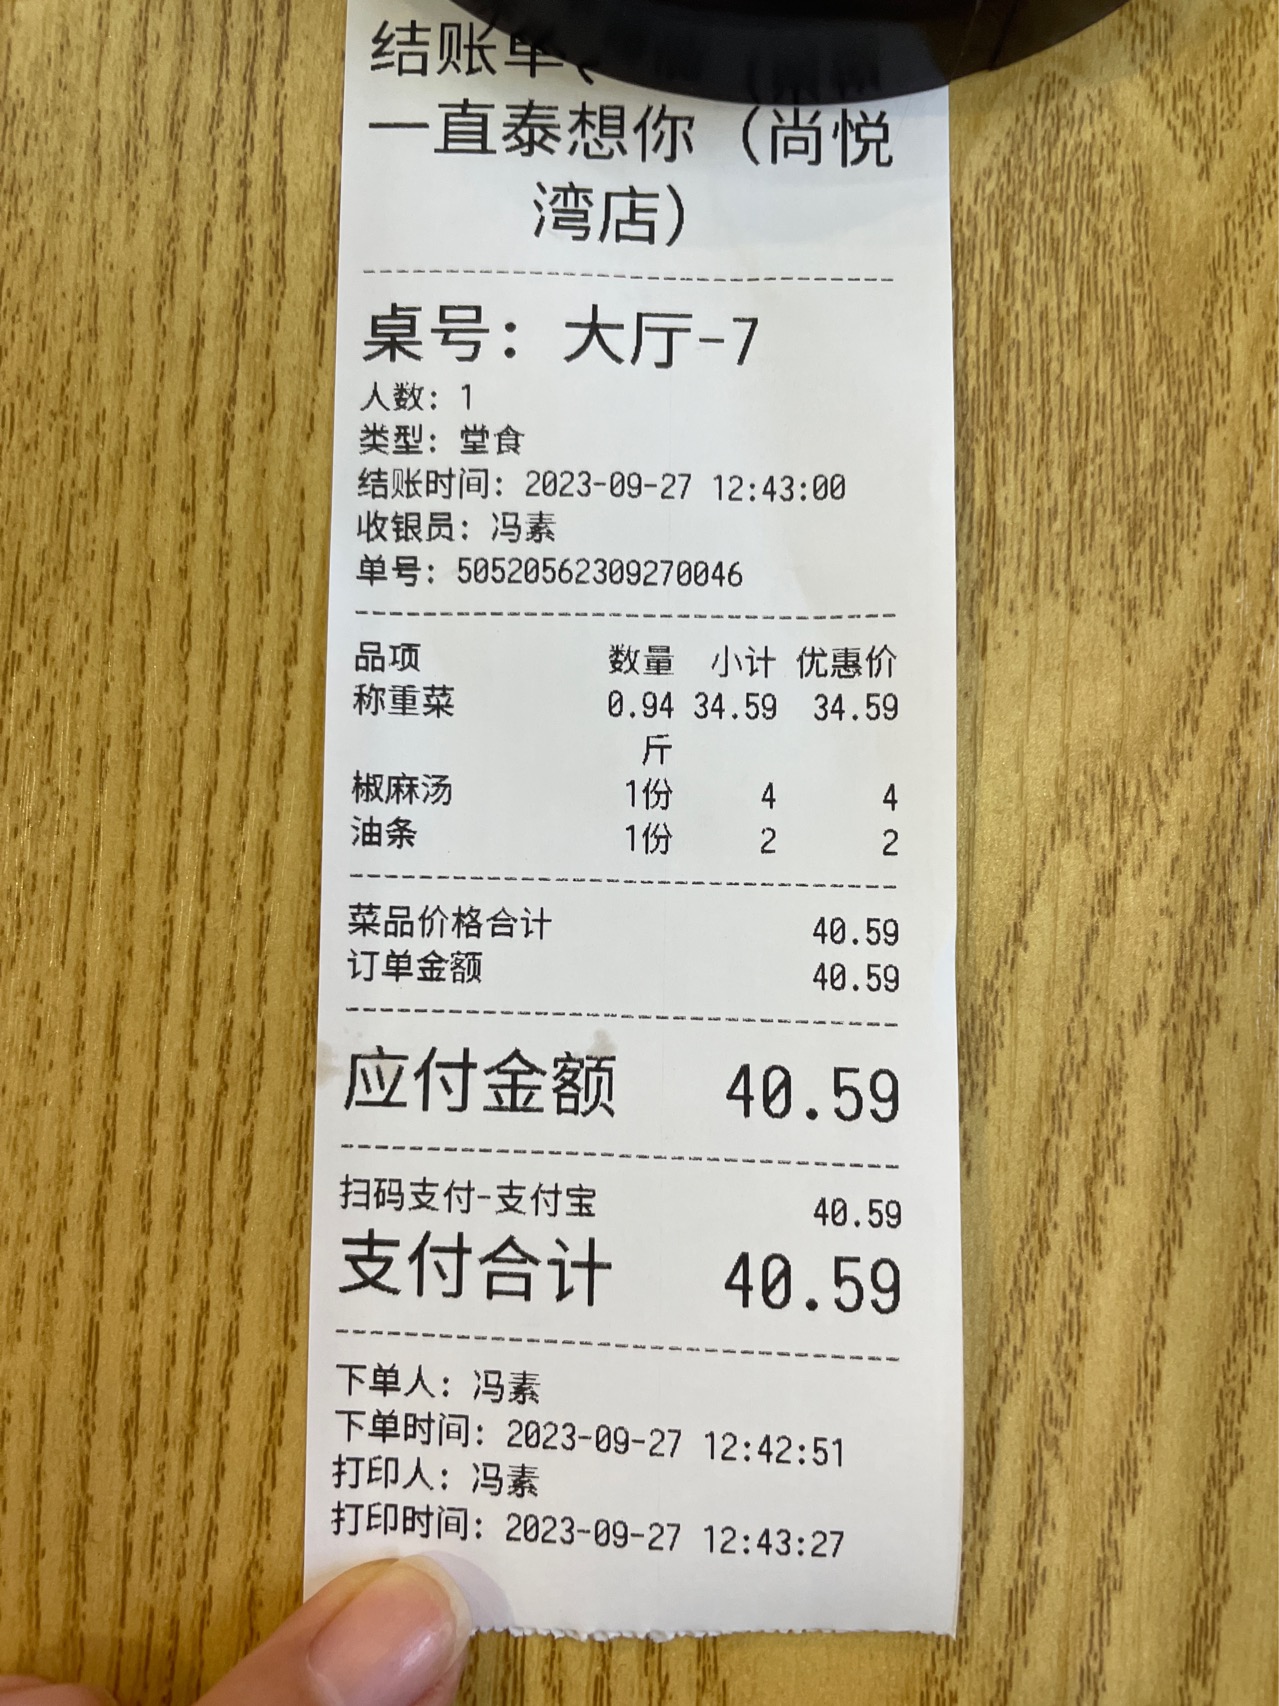 结账单
一直泰想你（尚悦
湾店）
桌号：大厅-7
人数：1
类型：堂食
结账时间：2023-09-27 12:43:00
收银员：冯素
单号：50520562309270046
品项 数量 小计 优惠价
称重菜 0.94 34.59 34.59
斤
椒麻汤 1份 4 4
油条 1份 2 2
菜品价格合计 40.59
订单金额 40.59
应付金额 40.59
扫码支付-支付宝 40.59
支付合计 40.59
下单人：冯素
下单时间：2023-09-27 12:42:51
打印人：冯素
打印时间：2023-09-27 12:43:27